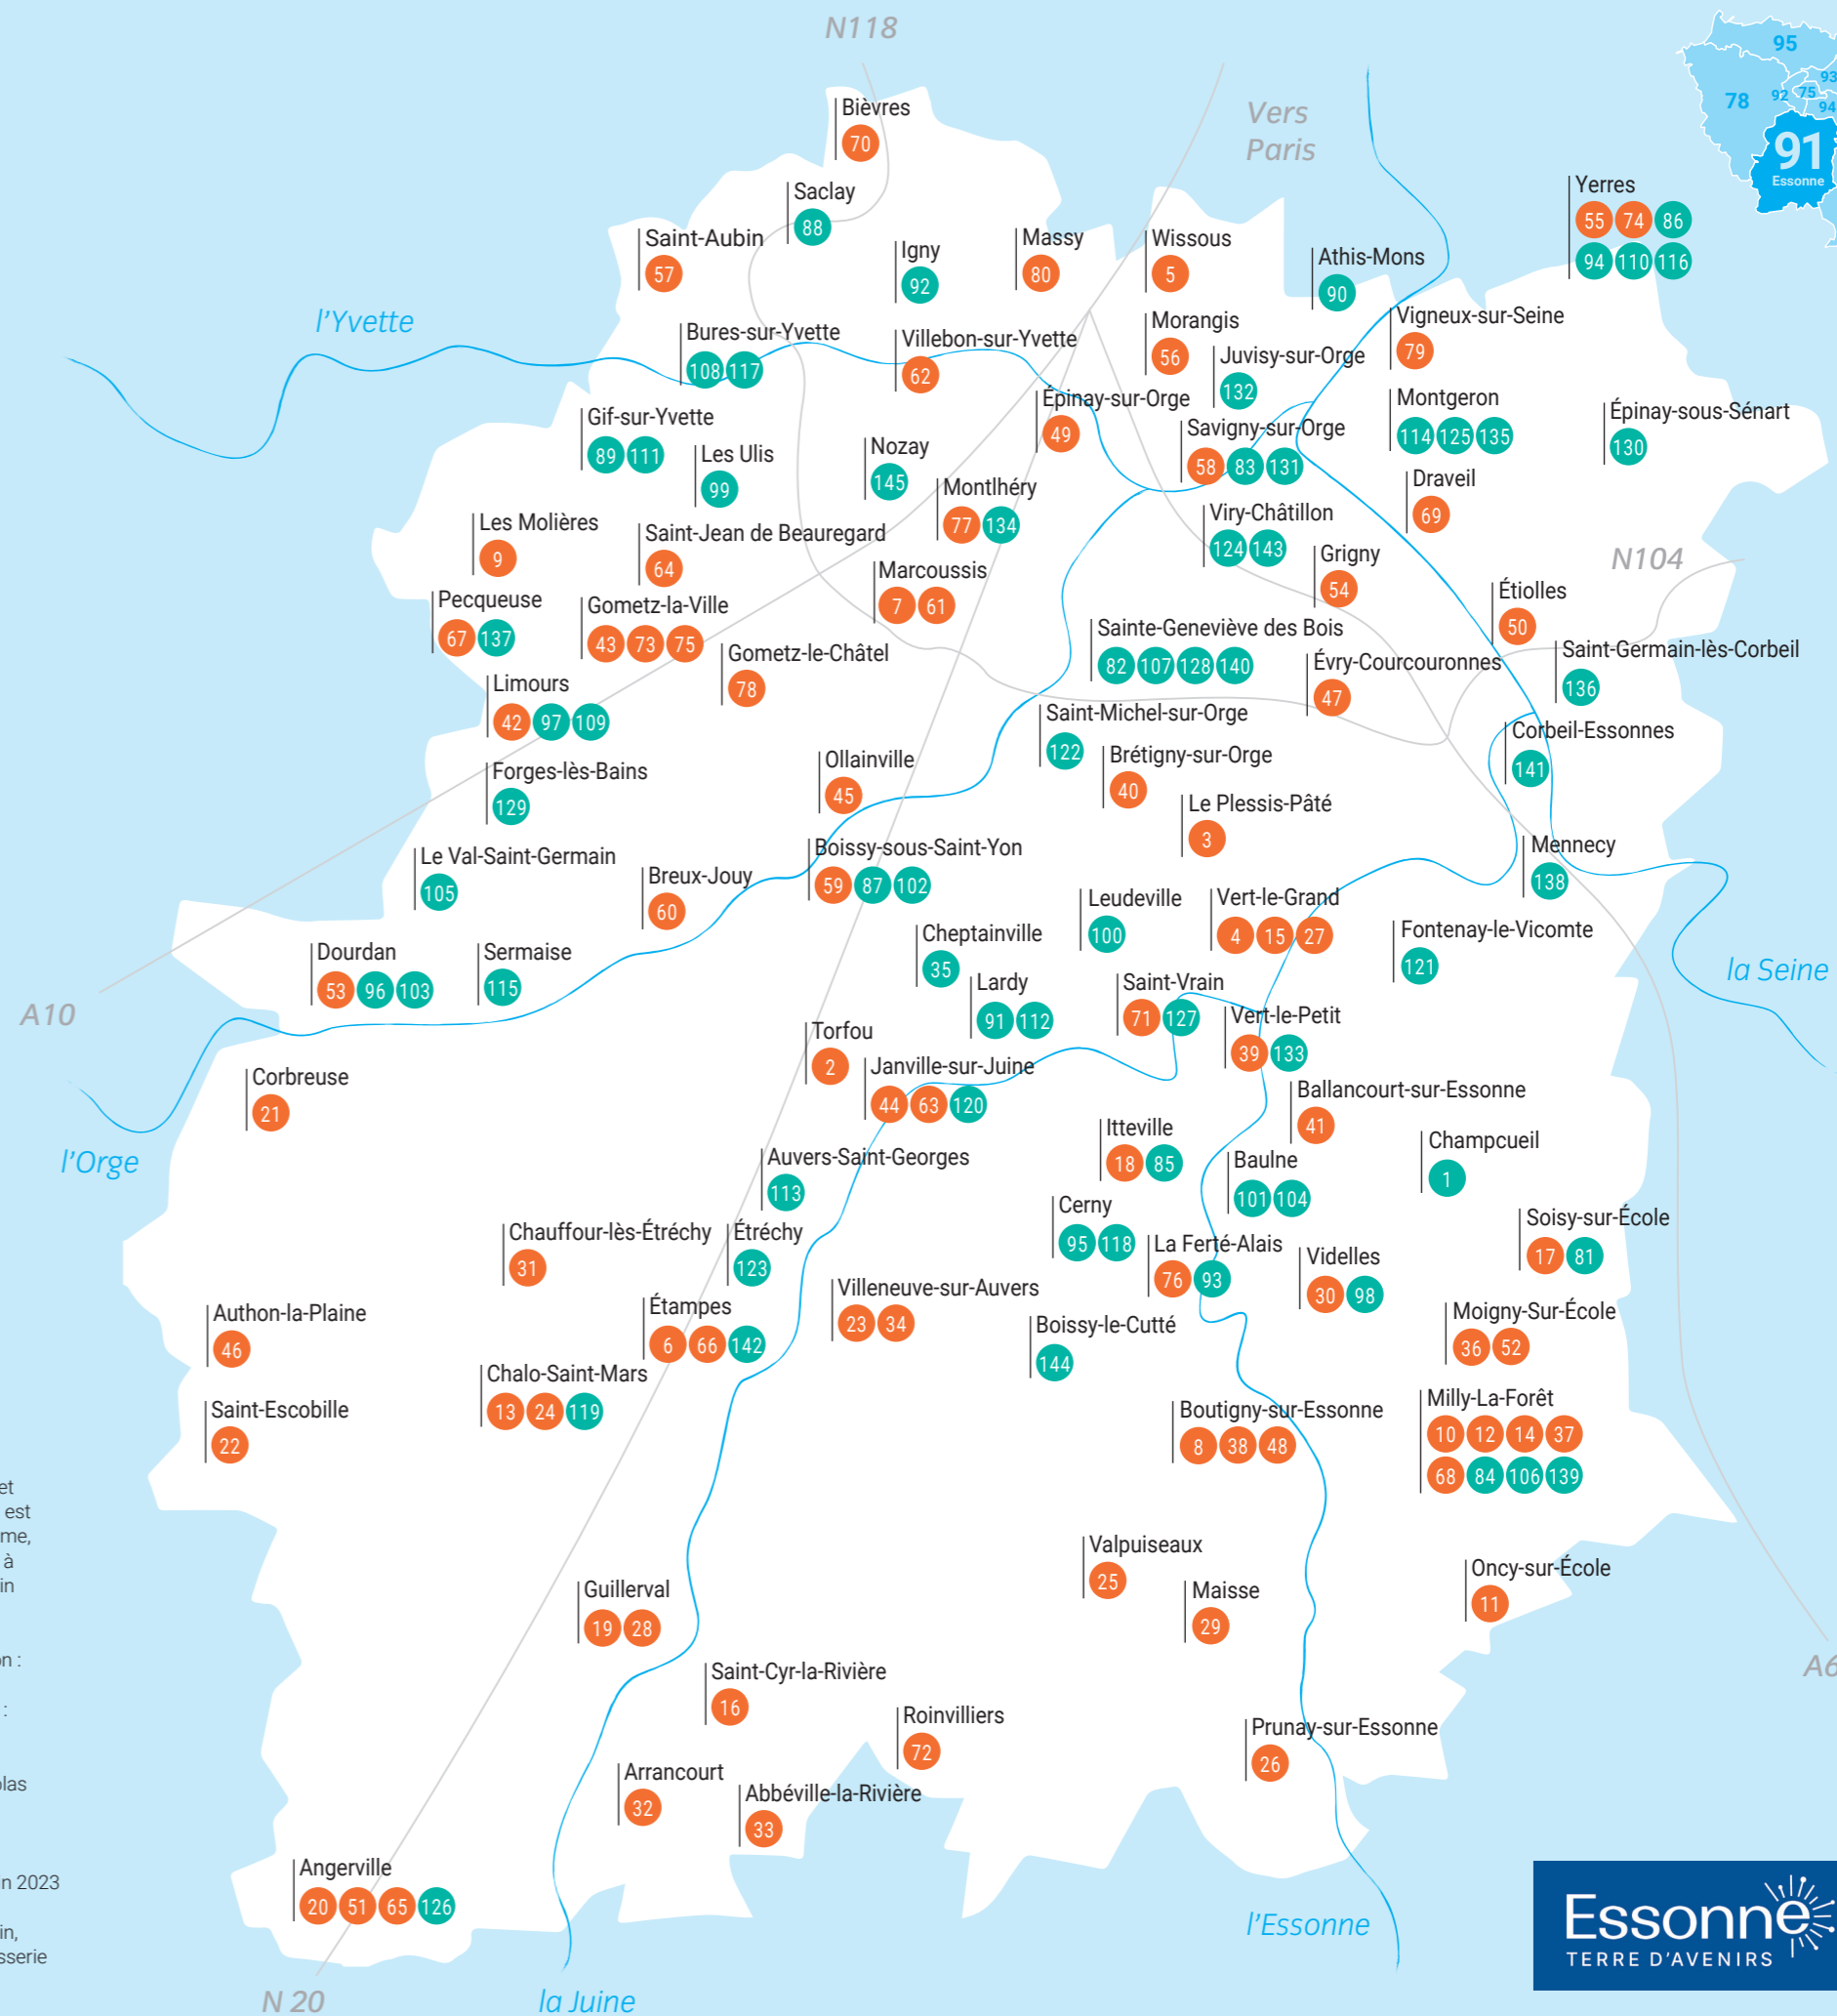 N118
95
93
78
92
75
94
91
Essonne
Vers
Paris
Bièvres
70
Saclay
88
Yerres
55 74 86
94 110 116
Saint-Aubin
57
Igny
92
Massy
80
Wissous
5
Athis-Mons
90
l'Yvette
Bures-sur-Yvette
108 117
Villebon-sur-Yvette
62
Morangis
56
Juvisy-sur-Orge
132
Vigneux-sur-Seine
79
Épinay-sur-Orge
49
Montgeron
114 125 135
Épinay-sous-Sénart
130
Gif-sur-Yvette
89 111
Les Ulis
99
Nozay
145
Savigny-sur-Orge
58 83 131
Montlhéry
77 134
Draveil
69
Les Molières
9
Saint-Jean de Beauregard
64
Viry-Châtillon
124 143
Grigny
54
N104
Marcoussis
7 61
Étiolles
50
Pecqueuse
67 137
Gometz-la-Ville
43 73 75
Sainte-Geneviève des Bois
82 107 128 140
Gometz-le-Châtel
78
Évry-Courcouronnes
47
Saint-Germain-lès-Corbeil
136
Limours
42 97 109
Saint-Michel-sur-Orge
122
Corbeil-Essonnes
141
Forges-lès-Bains
129
Ollainville
45
Brétigny-sur-Orge
40
Le Plessis-Pâté
3
Le Val-Saint-Germain
105
Breux-Jouy
60
Boissy-sous-Saint-Yon
59 87 102
Mennecy
138
Leudeville
100
Vert-le-Grand
4 15 27
Fontenay-le-Vicomte
121
Dourdan
53 96 103
Sermaise
115
Cheptainville
35
Lardy
91 112
Saint-Vrain
71 127
la Seine
A10
Torfou
2
Vert-le-Petit
39 133
Corbreuse
21
Janville-sur-Juine
44 63 120
Ballancourt-sur-Essonne
41
l'Orge
Itteville
18 85
Champcueil
1
Auvers-Saint-Georges
113
Baulne
101 104
Cerny
95 118
Chauffour-lès-Étréchy
31
Étréchy
123
La Ferté-Alais
76 93
Videlles
30 98
Soisy-sur-École
17 81
Authon-la-Plaine
46
Étampes
6 66 142
Villeneuve-sur-Auvers
23 34
Boissy-le-Cutté
144
Moigny-Sur-École
36 52
Chalo-Saint-Mars
13 24 119
Saint-Escobille
22
Boutigny-sur-Essonne
8 38 48
Milly-La-Forêt
10 12 14 37
68 84 106 139
et
est
me,
à
in
Valpuiseaux
25
Maisse
29
Oncy-sur-École
11
Guillerval
19 28
on :
:
Saint-Cyr-la-Rivière
16
A6
Roinvilliers
72
Prunay-sur-Essonne
26
olas
Arrancourt
32
Abbéville-la-Rivière
33
in 2023
Angerville
20 51 65 126
in,
sserie
l'Essonne
Essonne
TERRE D'AVENIRS
N 20
la Juine